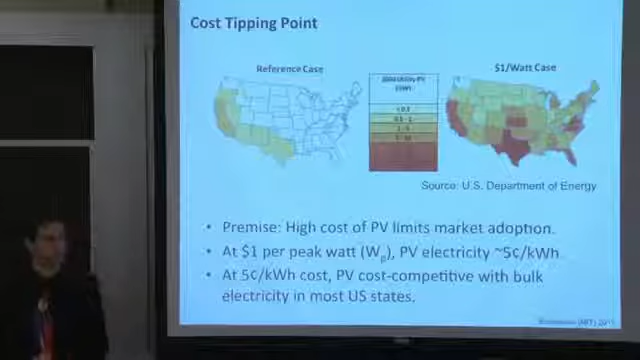 Cost Tipping Point
Reference Case
$1/Watt Case
Source: U.S. Department of Energy
• Premise: High cost of PV limits market adoption.
• At $1 per peak watt (Wp), PV electricity ~5¢/kWh
• At 5¢/kWh cost, PV cost-competitive with bulk
electricity in most US states.